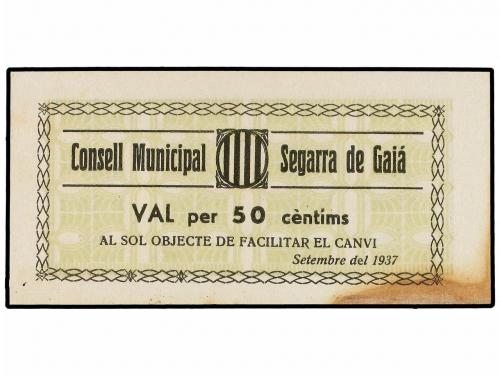 Consell Municipal Segarra de Gaiá
VAL per 50 cèntims
AL SOL OBJECTE DE FACILITAR EL CANVI
Setembre del 1937